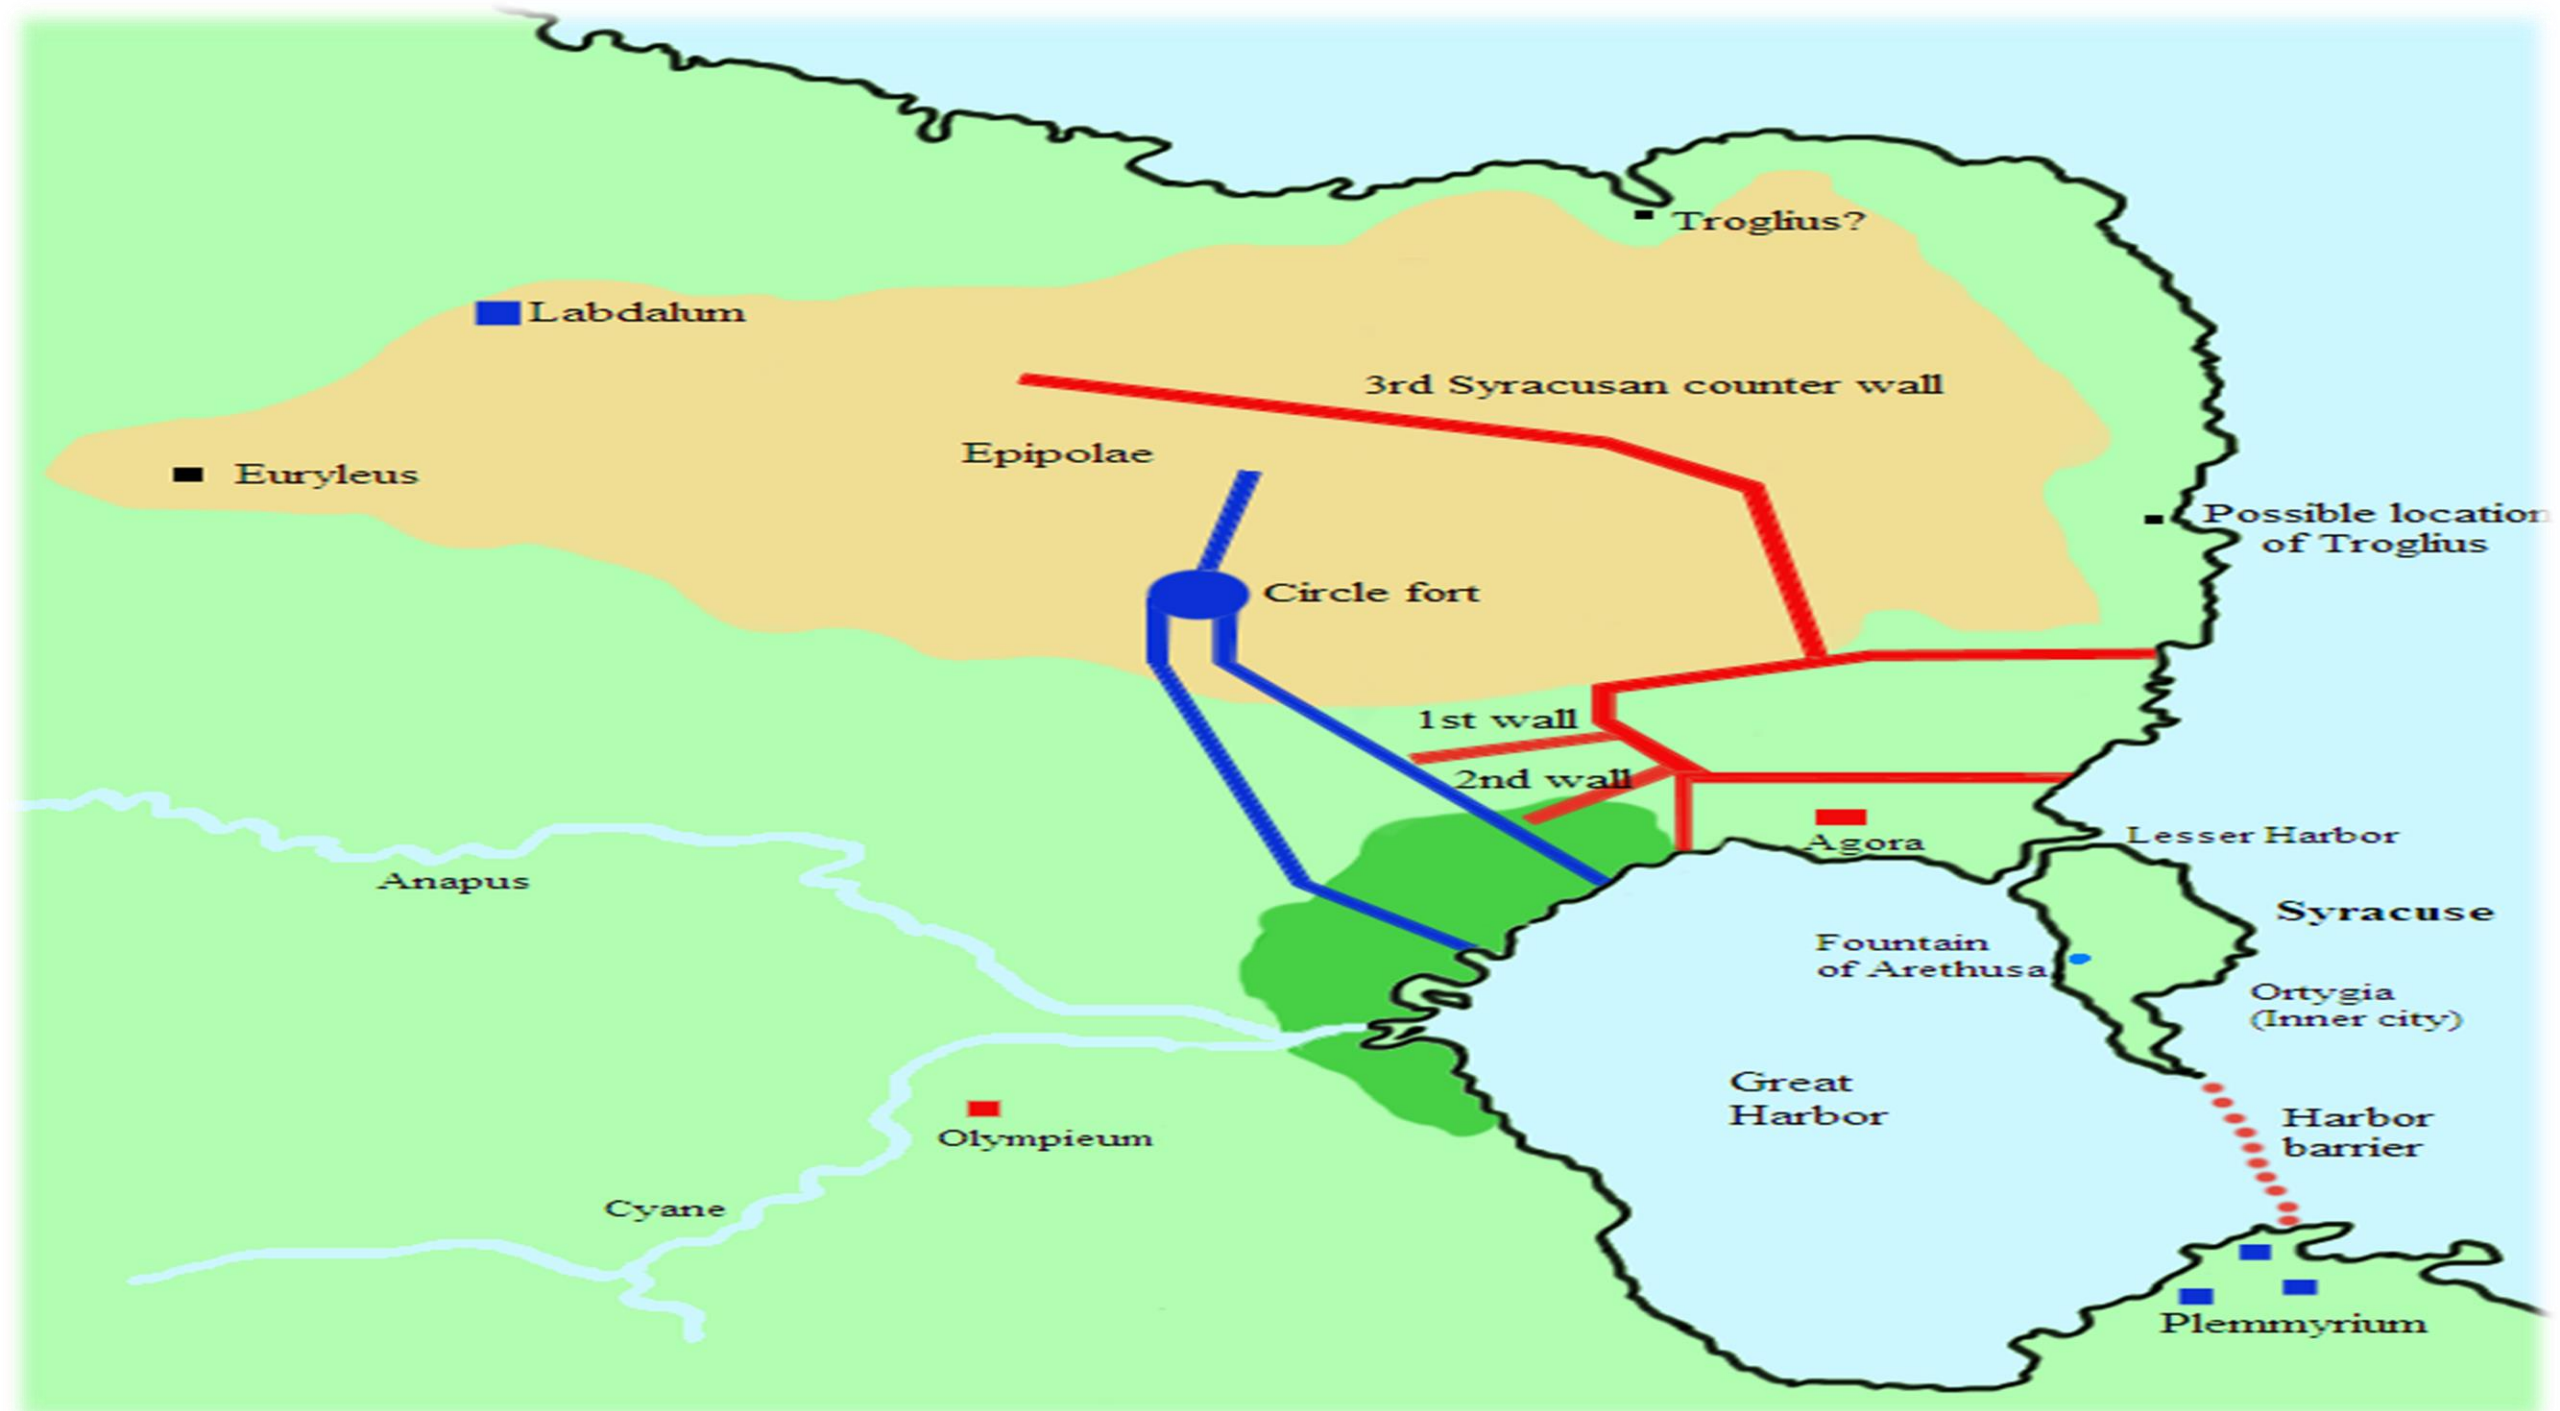 Troglius?
Labdalum
3rd Syracusan counter wall
Epipolae
Euryleus
Possible location
of Troglius
Circle fort
1st wall
2nd wall
Agora
Lesser Harbor
Anapus
Syracuse
Fountain
of Arethusa
Ortygia
(Inner city)
Great
Harbor
Harbor
barrier
Olympieum
Cyane
Plemmyrium